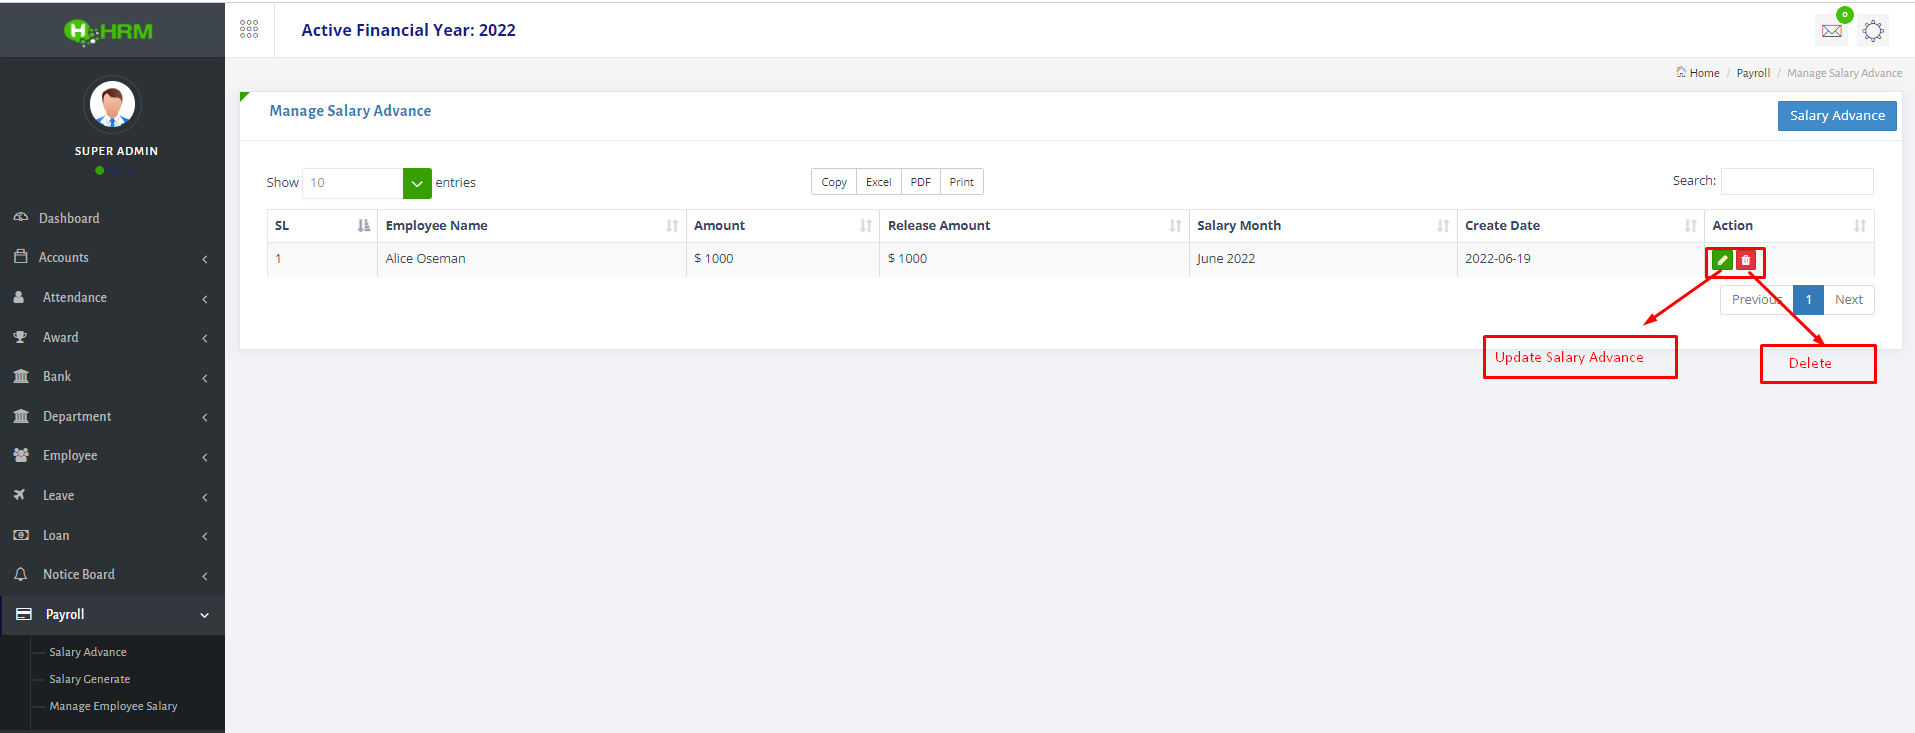 H HRM
Active Financial Year: 2022
0
Home / Payroll / Manage Salary Advance
SUPER ADMIN
Manage Salary Advance
Salary Advance
Show 10 entries
Copy Excel PDF Print
Search:
SL Employee Name Amount Release Amount Salary Month Create Date Action
1 Alice Oseman $ 1000 $ 1000 June 2022 2022-06-19
Previous 1 Next
Update Salary Advance
Delete
Dashboard
Accounts
Attendance
Award
Bank
Department
Employee
Leave
Loan
Notice Board
Payroll
Salary Advance
Salary Generate
Manage Employee Salary